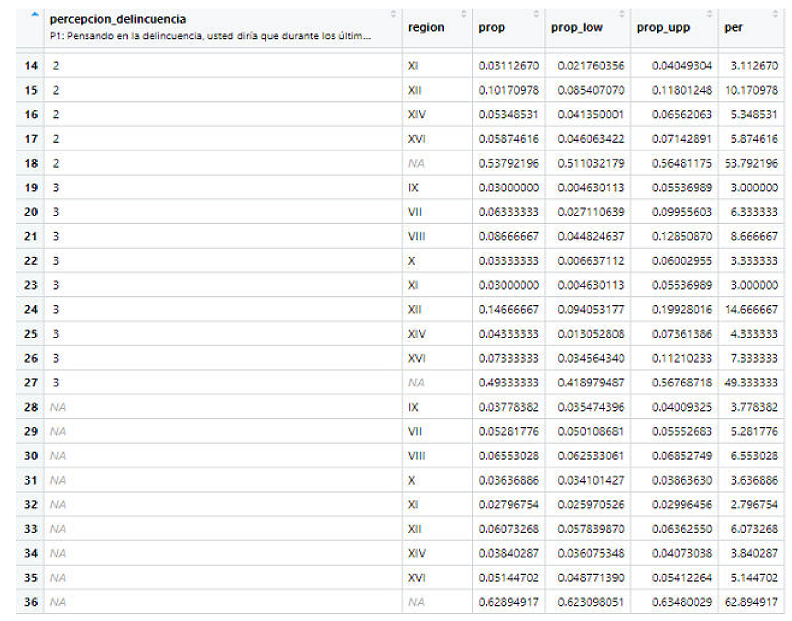 percepcion_delincuencia
P1: Pensando en la delincuencia, usted diría que durante los últim...
region prop prop_low prop_upp per
14 2 XI 0.03112670 0.021760356 0.04049304 3.112670
15 2 XII 0.10170978 0.085407070 0.11801248 10.170978
16 2 XIV 0.05348531 0.041350001 0.06562063 5.348531
17 2 XVI 0.05874616 0.046063422 0.07142891 5.874616
18 2 NA 0.53792196 0.511032179 0.56481175 53.792196
19 3 IX 0.03000000 0.004630113 0.05536989 3.000000
20 3 VII 0.06333333 0.027110639 0.09955603 6.333333
21 3 VIII 0.08666667 0.044824637 0.12850870 8.666667
22 3 X 0.03333333 0.006637112 0.06002955 3.333333
23 3 XI 0.03000000 0.004630113 0.05536989 3.000000
24 3 XII 0.14666667 0.094053177 0.19928016 14.666667
25 3 XIV 0.04333333 0.013052808 0.07361386 4.333333
26 3 XVI 0.07333333 0.034564340 0.11210233 7.333333
27 3 NA 0.49333333 0.418979487 0.56768718 49.333333
28 NA IX 0.03778382 0.035474396 0.04009325 3.778382
29 NA VII 0.05281776 0.050108681 0.05552683 5.281776
30 NA VIII 0.06553028 0.062533061 0.06852749 6.553028
31 NA X 0.03636886 0.034101427 0.03863630 3.636886
32 NA XI 0.02796754 0.025970526 0.02996456 2.796754
33 NA XII 0.06073268 0.057839870 0.06362550 6.073268
34 NA XIV 0.03840287 0.036075348 0.04073038 3.840287
35 NA XVI 0.05144702 0.048771390 0.05412264 5.144702
36 NA NA 0.62894917 0.623098051 0.63480029 62.894917